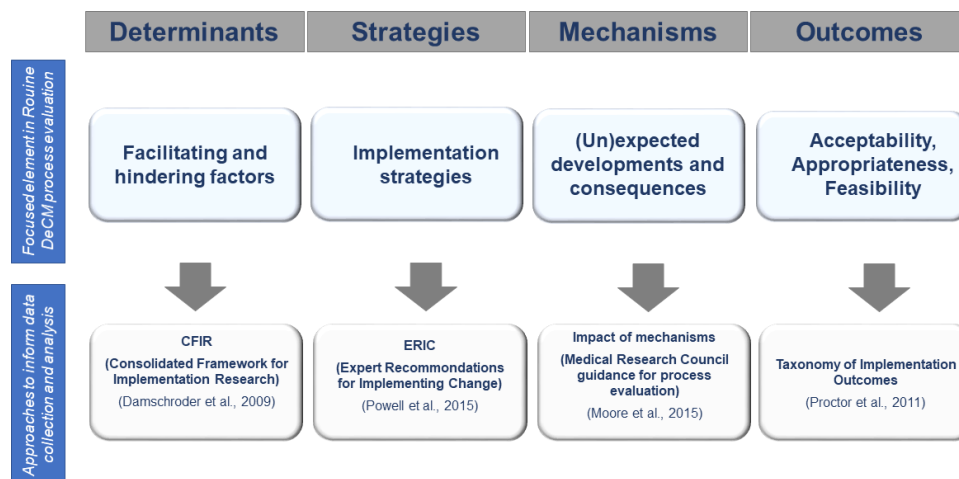 Determinants
Strategies
Mechanisms
Outcomes
Focused element in Rouine
DeCM process evaluation
Facilitating and
hindering factors
Implementation
strategies
(Un)expected
developments and
consequences
Acceptability,
Appropriateness,
Feasibility
Approaches to inform data
collection and analysis
CFIR
(Consolidated Framework for
Implementation Research)
(Damschroder et al., 2009)
ERIC
(Expert Recommondations
for Implementing Change)
(Powell et al., 2015)
Impact of mechanisms
(Medical Research Council
guidance for process
evaluation)
(Moore et al., 2015)
Taxonomy of Implementation
Outcomes
(Proctor et al., 2011)